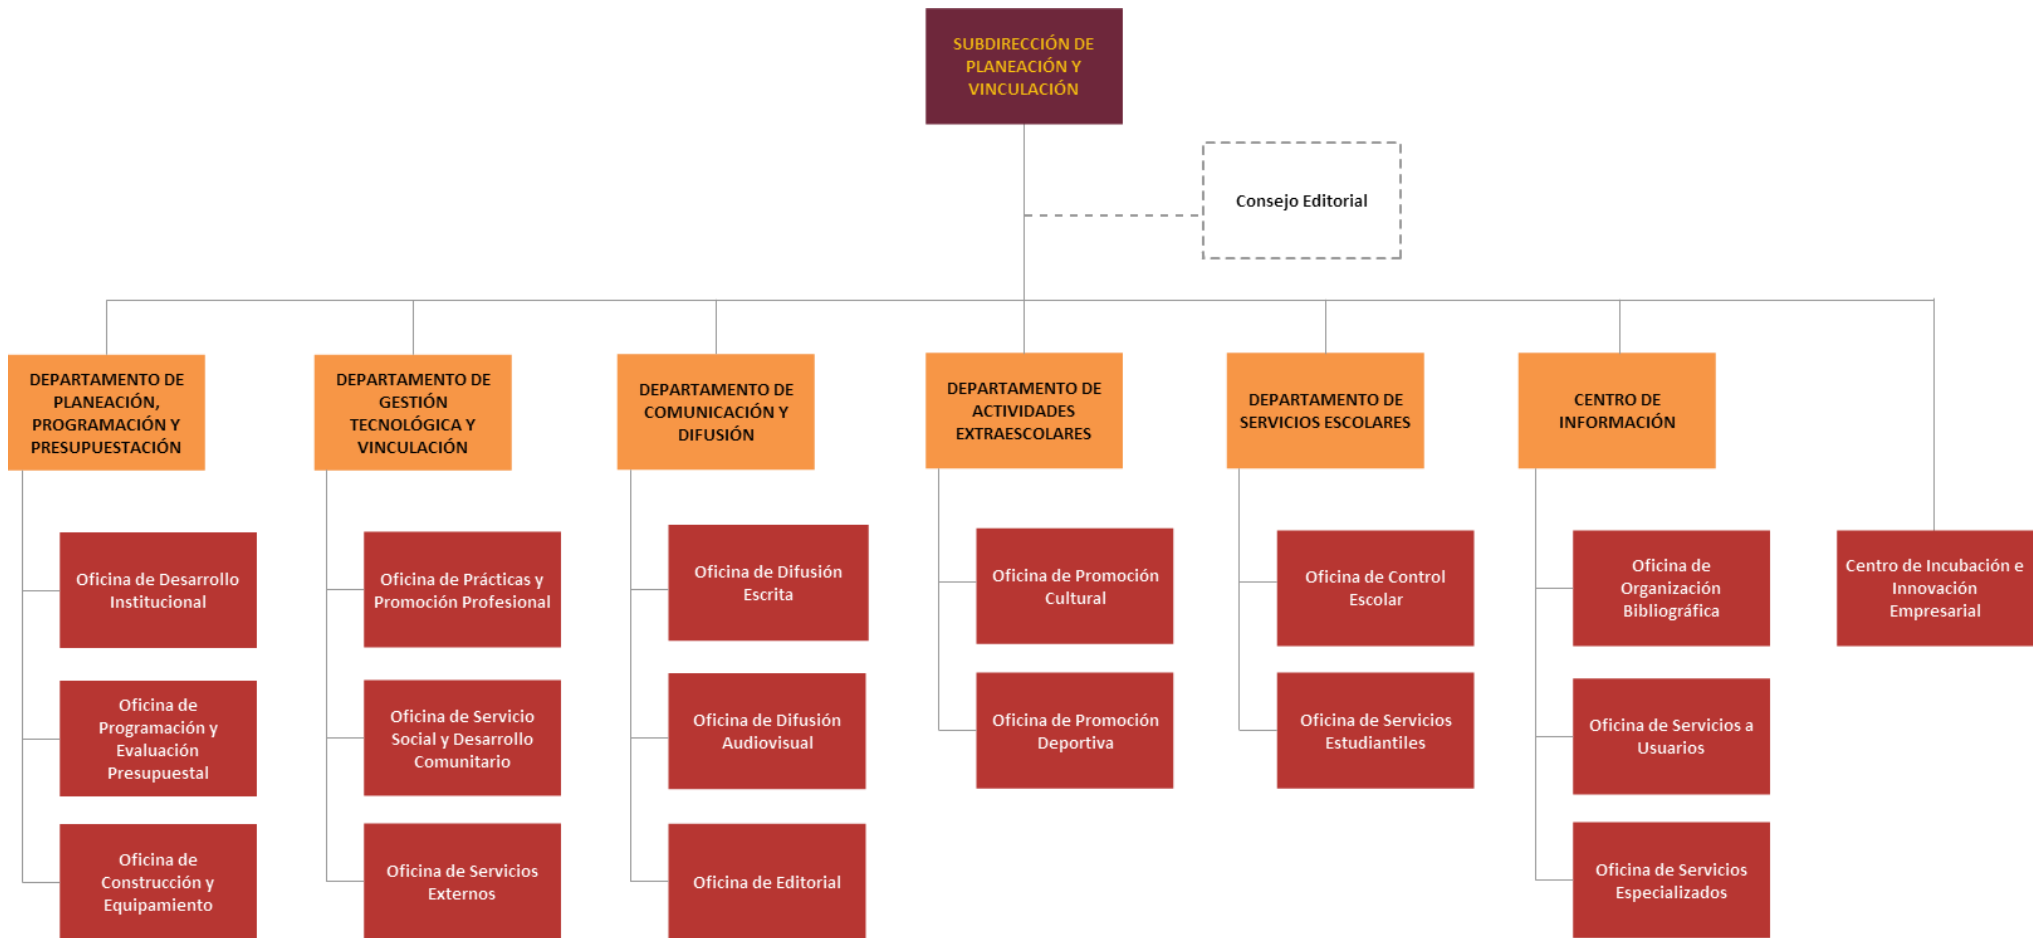 SUBDIRECCIÓN DE
PLANEACIÓN Y
VINCULACIÓN
Consejo Editorial
DEPARTAMENTO DE
PLANEACIÓN,
PROGRAMACIÓN Y
PRESUPUESTACIÓN
DEPARTAMENTO DE
GESTIÓN
TECNOLÓGICA Y
VINCULACIÓN
DEPARTAMENTO DE
COMUNICACIÓN Y
DIFUSIÓN
DEPARTAMENTO DE
ACTIVIDADES
EXTRAESCOLARES
DEPARTAMENTO DE
SERVICIOS ESCOLARES
CENTRO DE
INFORMACIÓN
Oficina de Desarrollo
Institucional
Oficina de Prácticas y
Promoción Profesional
Oficina de Difusión
Escrita
Oficina de Promoción
Cultural
Oficina de Control
Escolar
Oficina de
Organización
Bibliográfica
Centro de Incubación e
Innovación
Empresarial
Oficina de
Programación y
Evaluación
Presupuestal
Oficina de Servicio
Social y Desarrollo
Comunitario
Oficina de Difusión
Audiovisual
Oficina de Promoción
Deportiva
Oficina de Servicios
Estudiantiles
Oficina de Servicios a
Usuarios
Oficina de
Construcción y
Equipamiento
Oficina de Servicios
Externos
Oficina de Editorial
Oficina de Servicios
Especializados